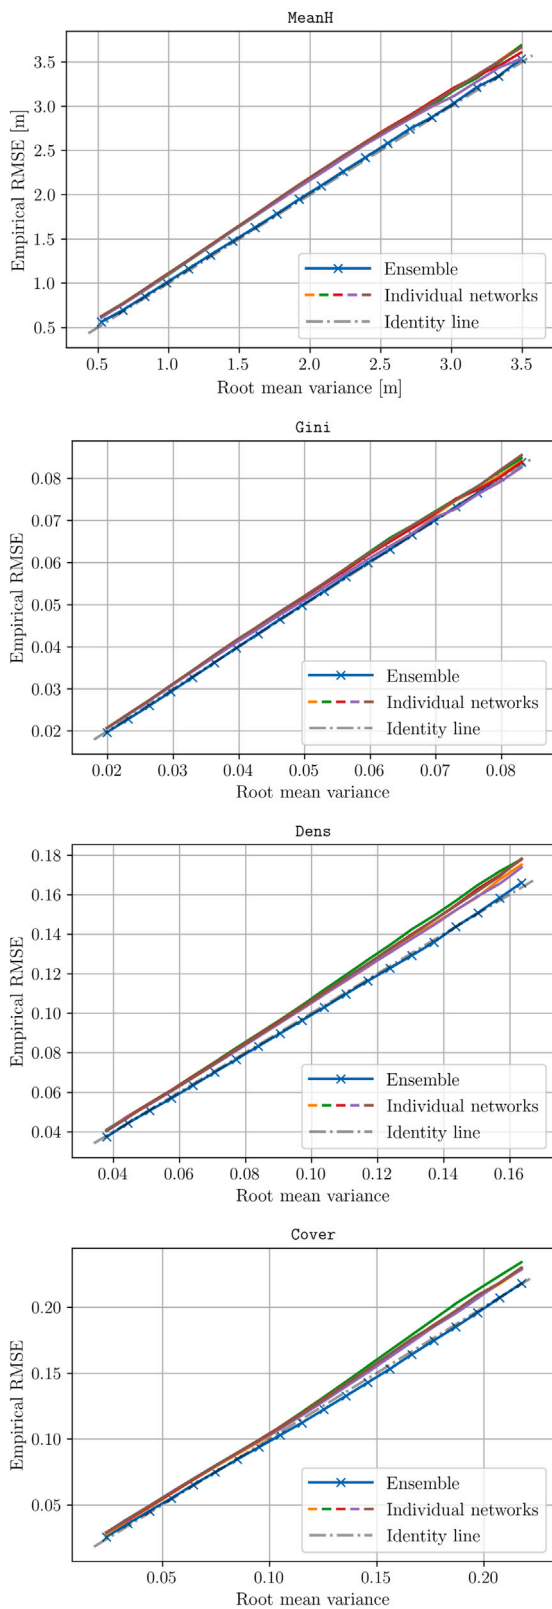 MeanH
Empirical RMSE [m]
3.5
3.0
2.5
2.0
1.5
1.0
0.5
Ensemble
Individual networks
Identity line
0.5 1.0 1.5 2.0 2.5 3.0 3.5
Root mean variance [m]
Gini
Empirical RMSE
0.08
0.07
0.06
0.05
0.04
0.03
0.02
Ensemble
Individual networks
Identity line
0.02 0.03 0.04 0.05 0.06 0.07 0.08
Root mean variance
Dens
Empirical RMSE
0.18
0.16
0.14
0.12
0.10
0.08
0.06
0.04
Ensemble
Individual networks
Identity line
0.04 0.06 0.08 0.10 0.12 0.14 0.16
Root mean variance
Cover
Empirical RMSE
0.20
0.15
0.10
0.05
Ensemble
Individual networks
Identity line
0.05 0.10 0.15 0.20
Root mean variance